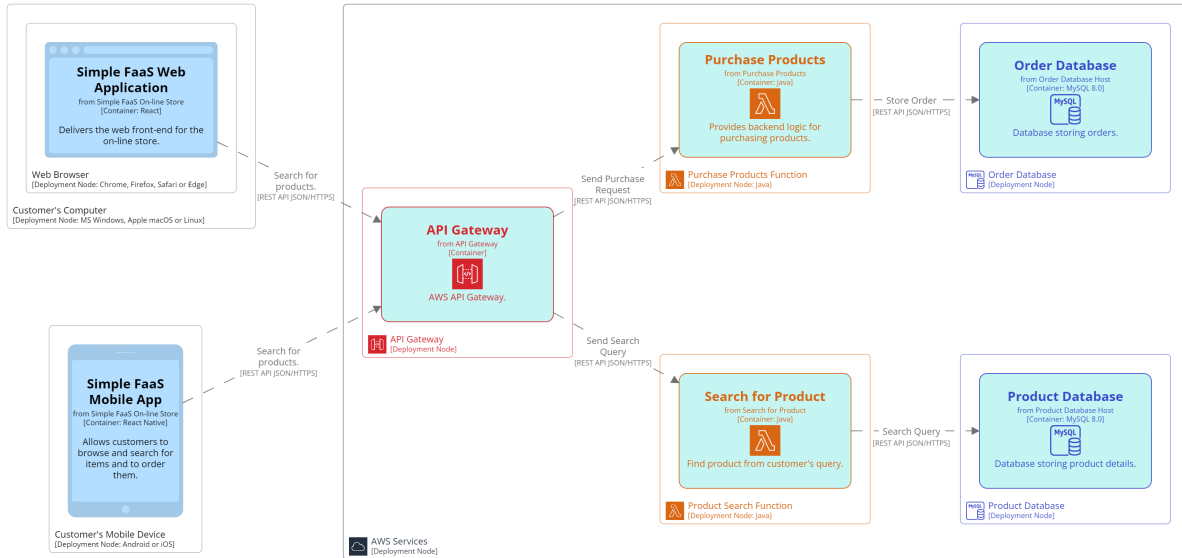 Simple FaaS Web
Application
from Simple FaaS On-line Store
[Container: React]
Delivers the web front-end for the
on-line store.
Web Browser
[Deployment Node: Chrome, Firefox, Safari or Edge]
Customer's Computer
[Deployment Node: MS Windows, Apple macOS or Linux]
Search for
products.
[REST API JSON/HTTPS]
Simple FaaS
Mobile App
from Simple FaaS On-line Store
[Container: React Native]
Allows customers to
browse and search for
items and to order
them.
Customer's Mobile Device
[Deployment Node: Android or iOS]
Search for
products.
[REST API JSON/HTTPS]
API Gateway
from API Gateway
[Container]
AWS API Gateway.
API Gateway
[Deployment Node]
Send Purchase
Request
[REST API JSON/HTTPS]
Send Search
Query
[REST API JSON/HTTPS]
Purchase Products
from Purchase Products
[Container: Java]
Provides backend logic for
purchasing products.
Purchase Products Function
[Deployment Node: Java]
Store Order
[REST API JSON/HTTPS]
Order Database
from Order Database Host
[Container: MySQL 8.0]
MySQL
Database storing orders.
MySQL
Order Database
[Deployment Node]
Search for Product
from Search for Product
[Container: Java]
Find product from customer's query.
Product Search Function
[Deployment Node: Java]
Search Query
[REST API JSON/HTTPS]
Product Database
from Product Database Host
[Container: MySQL 8.0]
MySQL
Database storing product details.
MySQL
Product Database
[Deployment Node]
AWS Services
[Deployment Node]